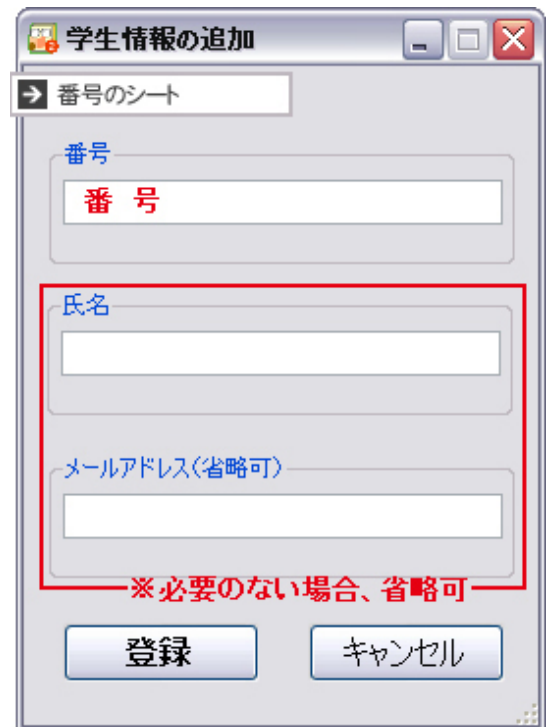 学生情報の追加
番号のシート
番号
番 号
氏名
メールアドレス(省略可)
※必要のない場合、省略可
登録
キャンセル